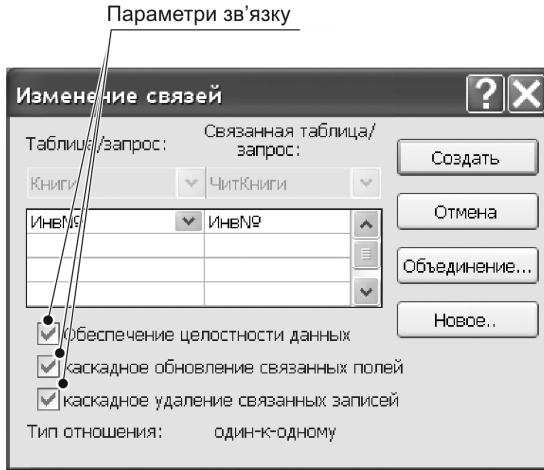 Параметри зв’язку
Изменение связей
Таблица/запрос:
Связанная таблица/
запрос:
Создать
Книги
ЧитКниги
Отмена
ИнвNº
ИнвNº
Объединение...
Новое..
Обеспечение целостности данных
каскадное обновление связанных полей
каскадное удаление связанных записей
Тип отношения:
один-к-одному